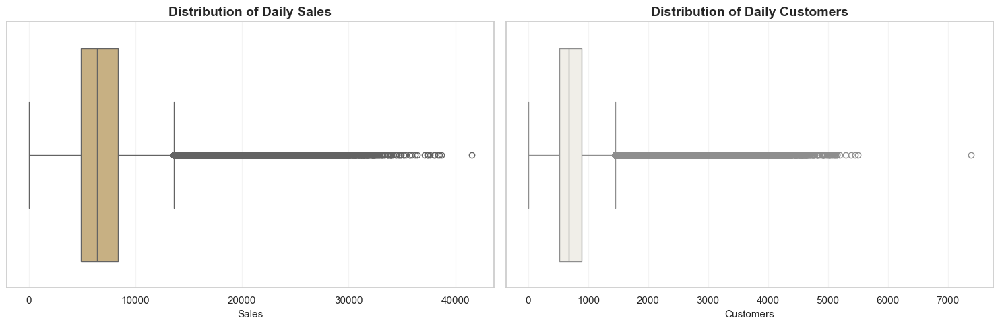 Distribution of Daily Sales
0 10000 20000 30000 40000
Sales
Distribution of Daily Customers
0 1000 2000 3000 4000 5000 6000 7000
Customers